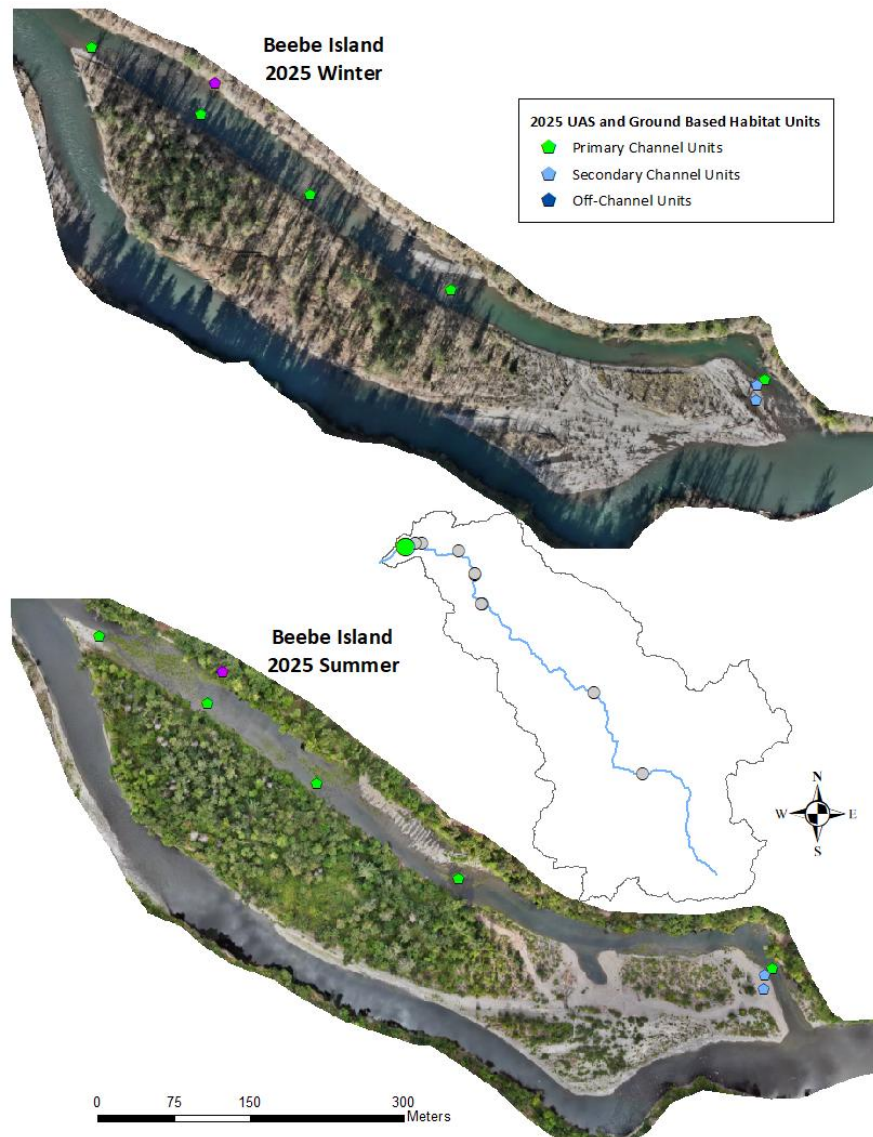 Beebe Island
2025 Winter
2025 UAS and Ground Based Habitat Units
Primary Channel Units
Secondary Channel Units
Off-Channel Units
Beebe Island
2025 Summer
N
W E
S
0 75 150 300
Meters